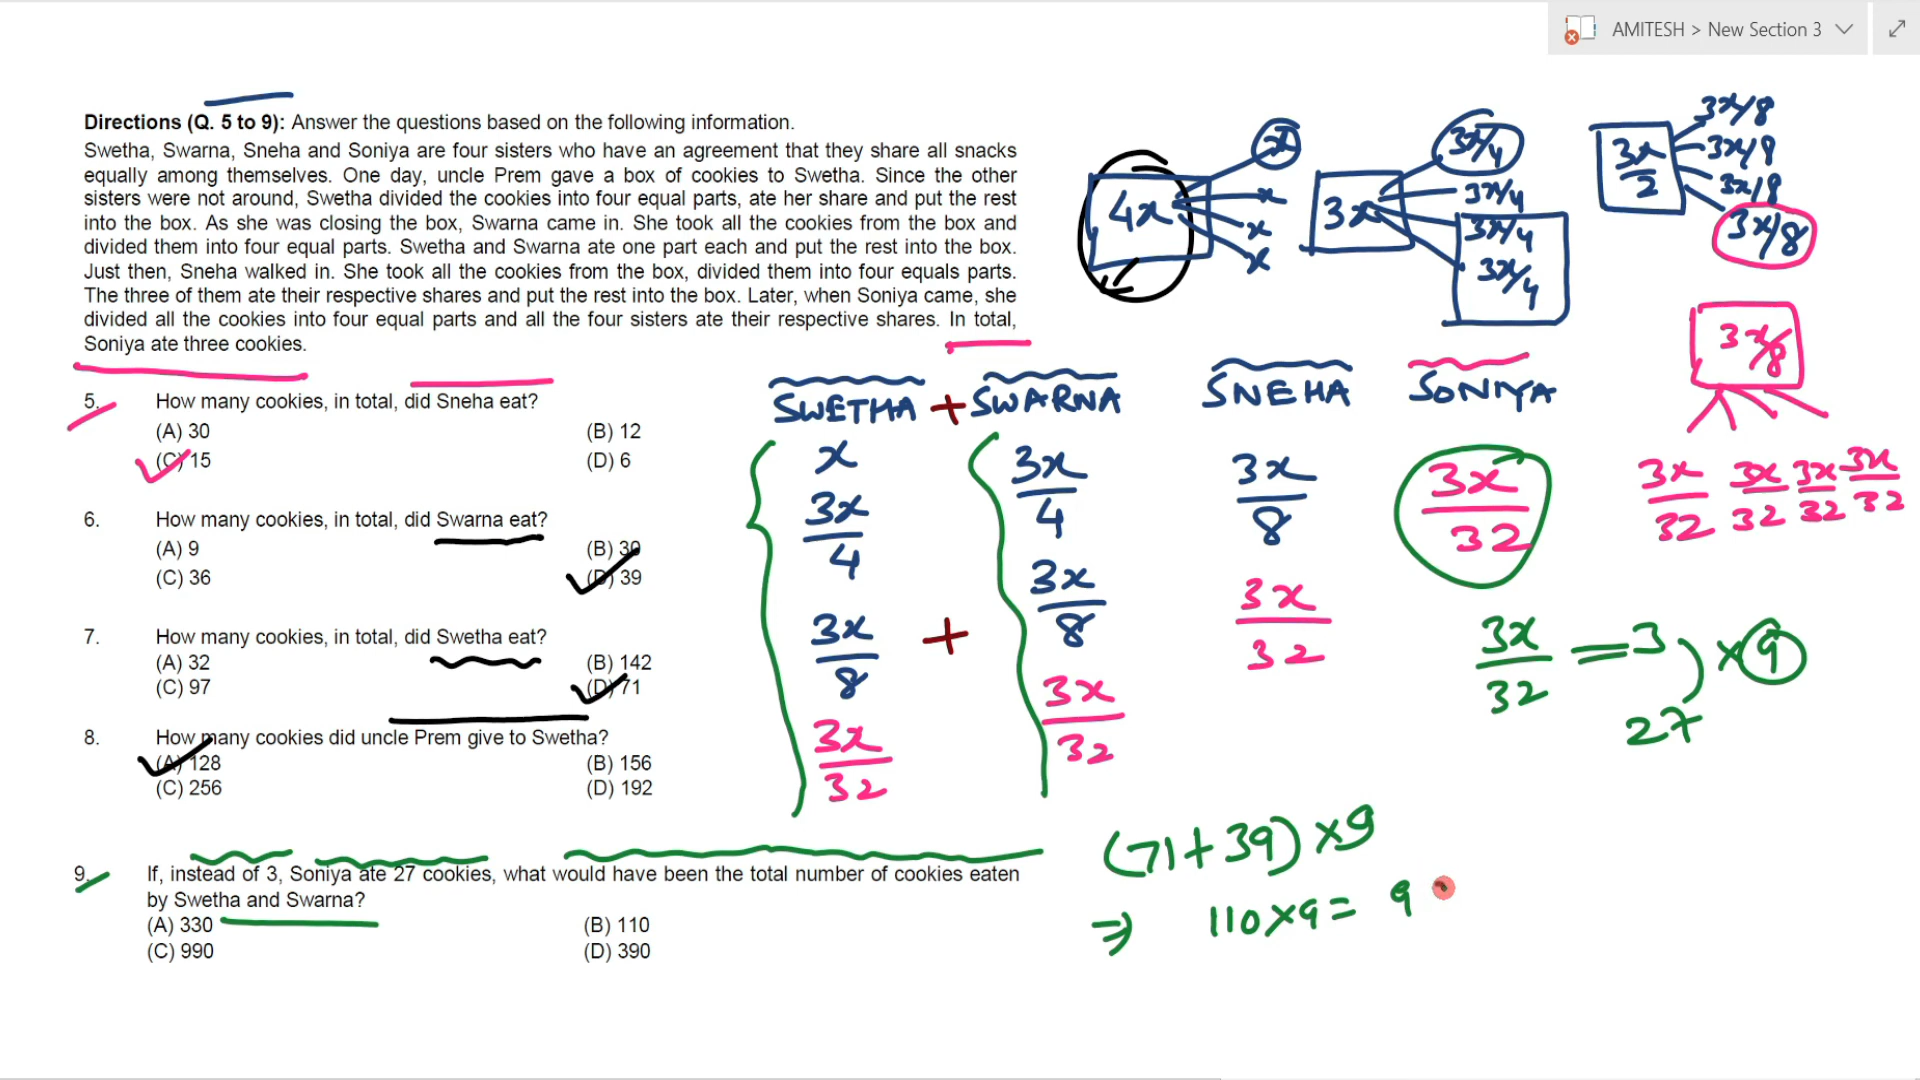 AMITESH > New Section 3
Directions (Q. 5 to 9): Answer the questions based on the following information.
Swetha, Swarna, Sneha and Soniya are four sisters who have an agreement that they share all snacks
equally among themselves. One day, uncle Prem gave a box of cookies to Swetha. Since the other
sisters were not around, Swetha divided the cookies into four equal parts, ate her share and put the rest
into the box. As she was closing the box, Swarna came in. She took all the cookies from the box and
divided them into four equal parts. Swetha and Swarna ate one part each and put the rest into the box.
Just then, Sneha walked in. She took all the cookies from the box, divided them into four equals parts.
The three of them ate their respective shares and put the rest into the box. Later, when Soniya came, she
divided all the cookies into four equal parts and all the four sisters ate their respective shares. In total,
Soniya ate three cookies.
5. How many cookies, in total, did Sneha eat?
(A) 30 (B) 12
(C) 15 (D) 6
6. How many cookies, in total, did Swarna eat?
(A) 9 (B) 30
(C) 36 (D) 39
7. How many cookies, in total, did Swetha eat?
(A) 32 (B) 142
(C) 97 (D) 71
8. How many cookies did uncle Prem give to Swetha?
(A) 128 (B) 156
(C) 256 (D) 192
9. If, instead of 3, Soniya ate 27 cookies, what would have been the total number of cookies eaten
by Swetha and Swarna?
(A) 330 (B) 110
(C) 990 (D) 390
4x
x
x
x
x
3x
3x/4
3x/4
3x/4
3x/4
3x/2
3x/8
3x/8
3x/8
3x/8
3x/8
3x/32 3x/32 3x/32 3x/32
SWETHA + SWARNA SNEHA SONIYA
x 3x/4 3x/8 3x/32
3x/4 3x/8 3x/32
3x/8 + 3x/32
3x/32
3x/32 = 3 ×9
27
(71+39)×9
⇒ 110×9= 9